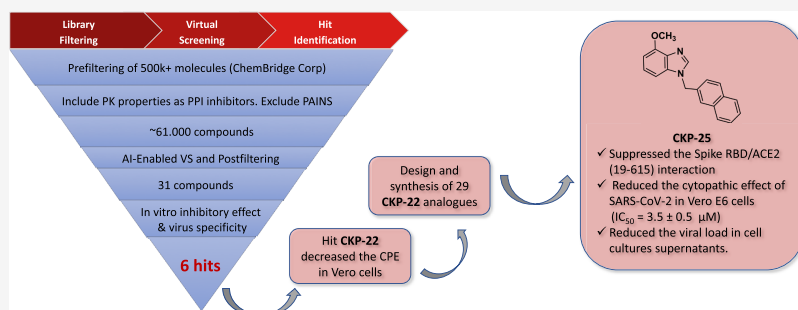 Library
Filtering
Virtual
Screening
Hit
Identification
Prefiltering of 500k+ molecules (ChemBridge Corp)
Include PK properties as PPI inhibitors. Exclude PAINS
~61.000 compounds
AI-Enabled VS and Postfiltering
31 compounds
In vitro inhibitory effect
& virus specificity
6 hits
Hit CKP-22
decreased the CPE
in Vero cells
Design and
synthesis of 29
CKP-22 analogues
OCH3
N
N
CKP-25
✓ Suppressed the Spike RBD/ACE2
(19-615) interaction
✓ Reduced the cytopathic effect of
SARS-CoV-2 in Vero E6 cells
(IC50 = 3.5 ± 0.5 μM)
✓ Reduced the viral load in cell
cultures supernatants.